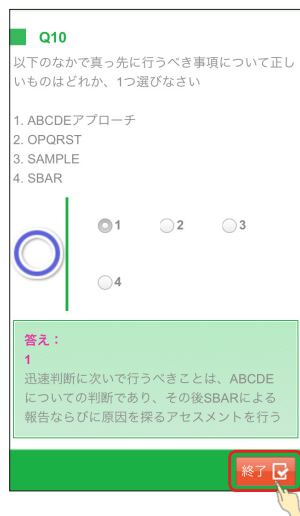 Q10
以下のなかで真っ先に行うべき事項について正し
いものはどれか、1つ選びなさい
1. ABCDEアプローチ
2. OPQRST
3. SAMPLE
4. SBAR
1 2 3
4
答え：
1
迅速判断に次いで行うべきことは、ABCDE
についての判断であり、その後SBARによる
報告ならびに原因を探るアセスメントを行う
終了